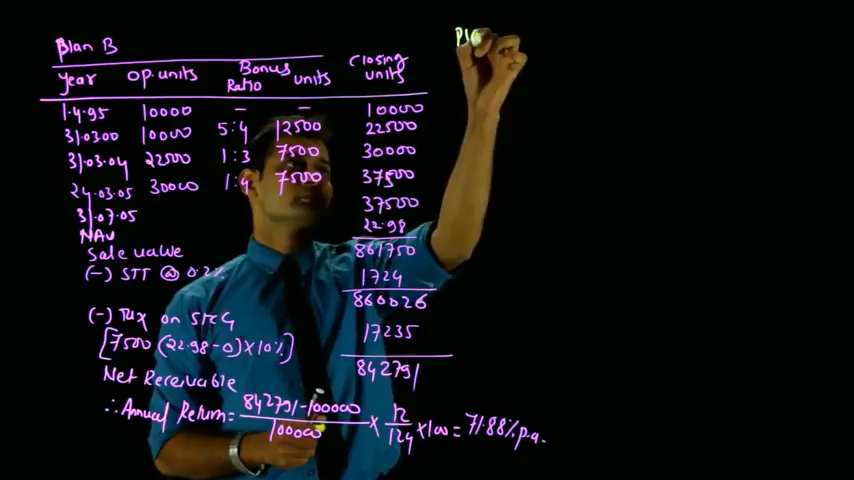 Plan B
Year Op. units Bonus Ratio units Closing units
1.4.95 10000 - - 10000
31.03.00 10000 5:4 12500 22500
31.03.04 22500 1:3 7500 30000
24.03.05 30000 1:4 7500 37500
31.07.05 37500
NAV 22.98
Sale value 861750
(-) STT @ 0.2% 1724
860026
(-) Tax on STCG 17235
[7500 (22.98-0) × 10%]
Net Receivable 842791
∴ Annual Return = 842791-100000 / 100000 × 12 / 124 × 100 = 71.88% p.a.